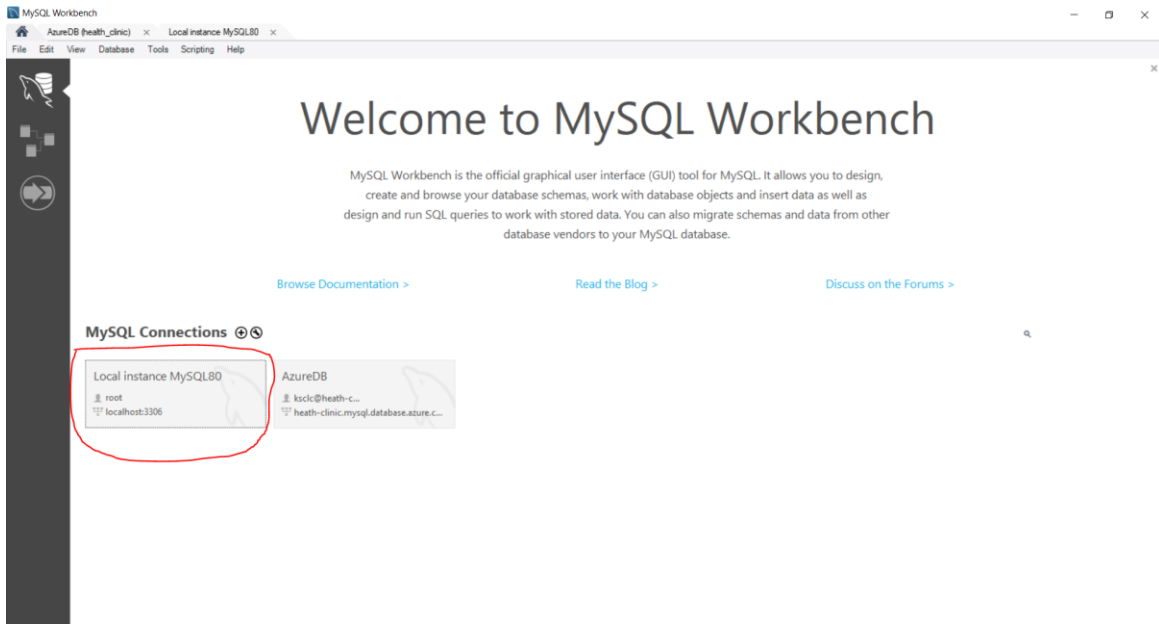 MySQL Workbench
AzureDB (heath_clinic) Local instance MySQL80
File Edit View Database Tools Scripting Help
Welcome to MySQL Workbench
MySQL Workbench is the official graphical user interface (GUI) tool for MySQL. It allows you to design,
create and browse your database schemas, work with database objects and insert data as well as
design and run SQL queries to work with stored data. You can also migrate schemas and data from other
database vendors to your MySQL database.
Browse Documentation > Read the Blog > Discuss on the Forums >
MySQL Connections
Local instance MySQL80
root
localhost:3306
AzureDB
ksclc@heath-c...
heath-clinic.mysql.database.azure.c...